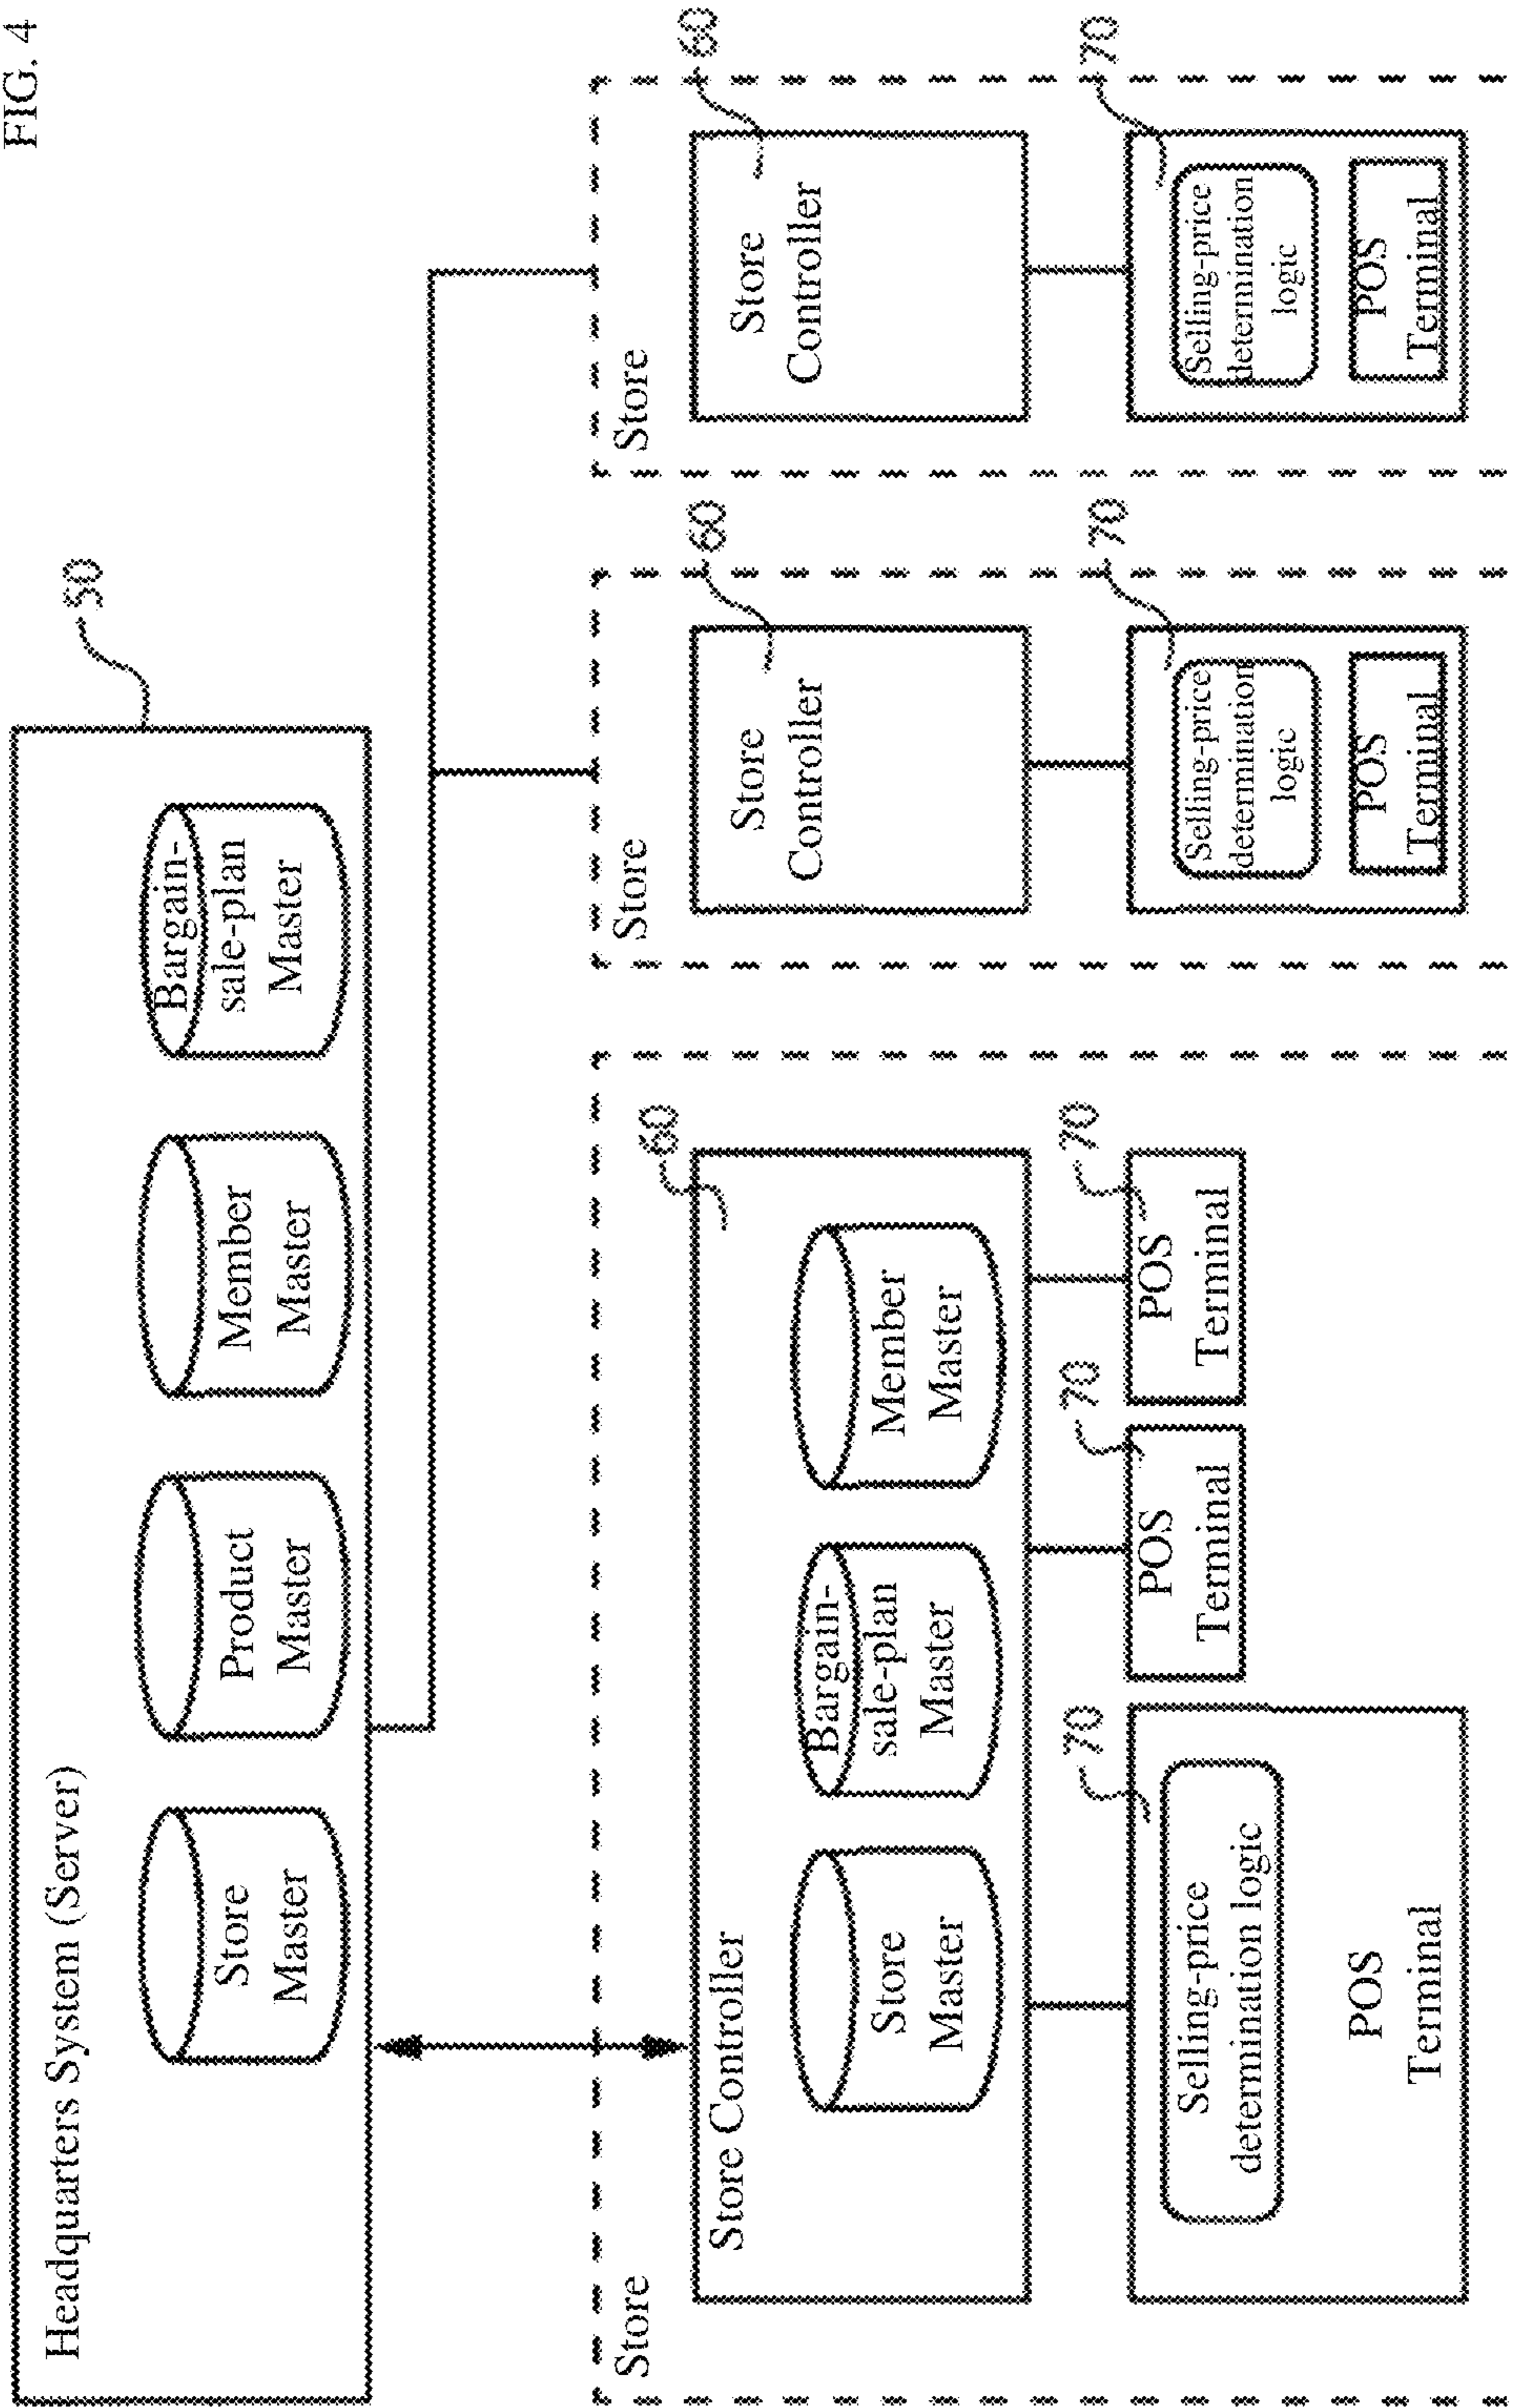 FIG. 4
50
Headquarters System (Server)
Store
Master
Product
Master
Member
Master
Bargain-
sale-plan
Master
Store
Store Controller
60
Store
Master
Bargain-
sale-plan
Master
Member
Master
70
Selling-price
determination logic
POS
Terminal
70
POS
Terminal
70
POS
Terminal
Store
60
Store
Controller
70
Selling-price
determination
logic
POS
Terminal
Store
60
Store
Controller
70
Selling-price
determination
logic
POS
Terminal